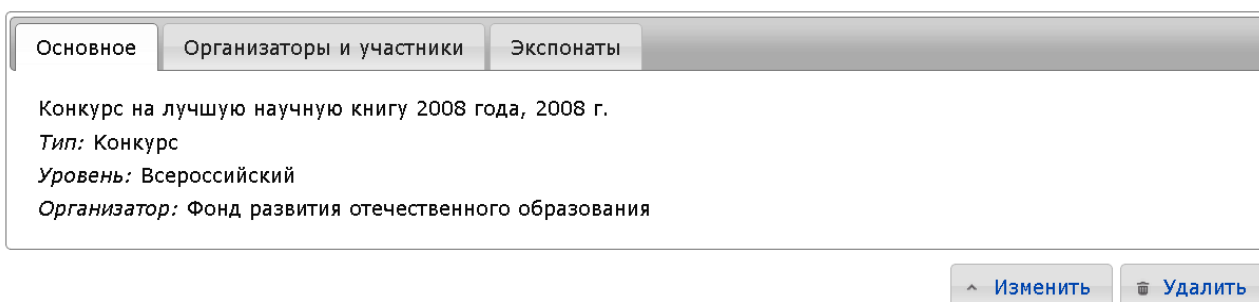 Основное Организаторы и участники Экспонаты
Конкурс на лучшую научную книгу 2008 года, 2008 г.
Тип: Конкурс
Уровень: Всероссийский
Организатор: Фонд развития отечественного образования
Изменить Удалить